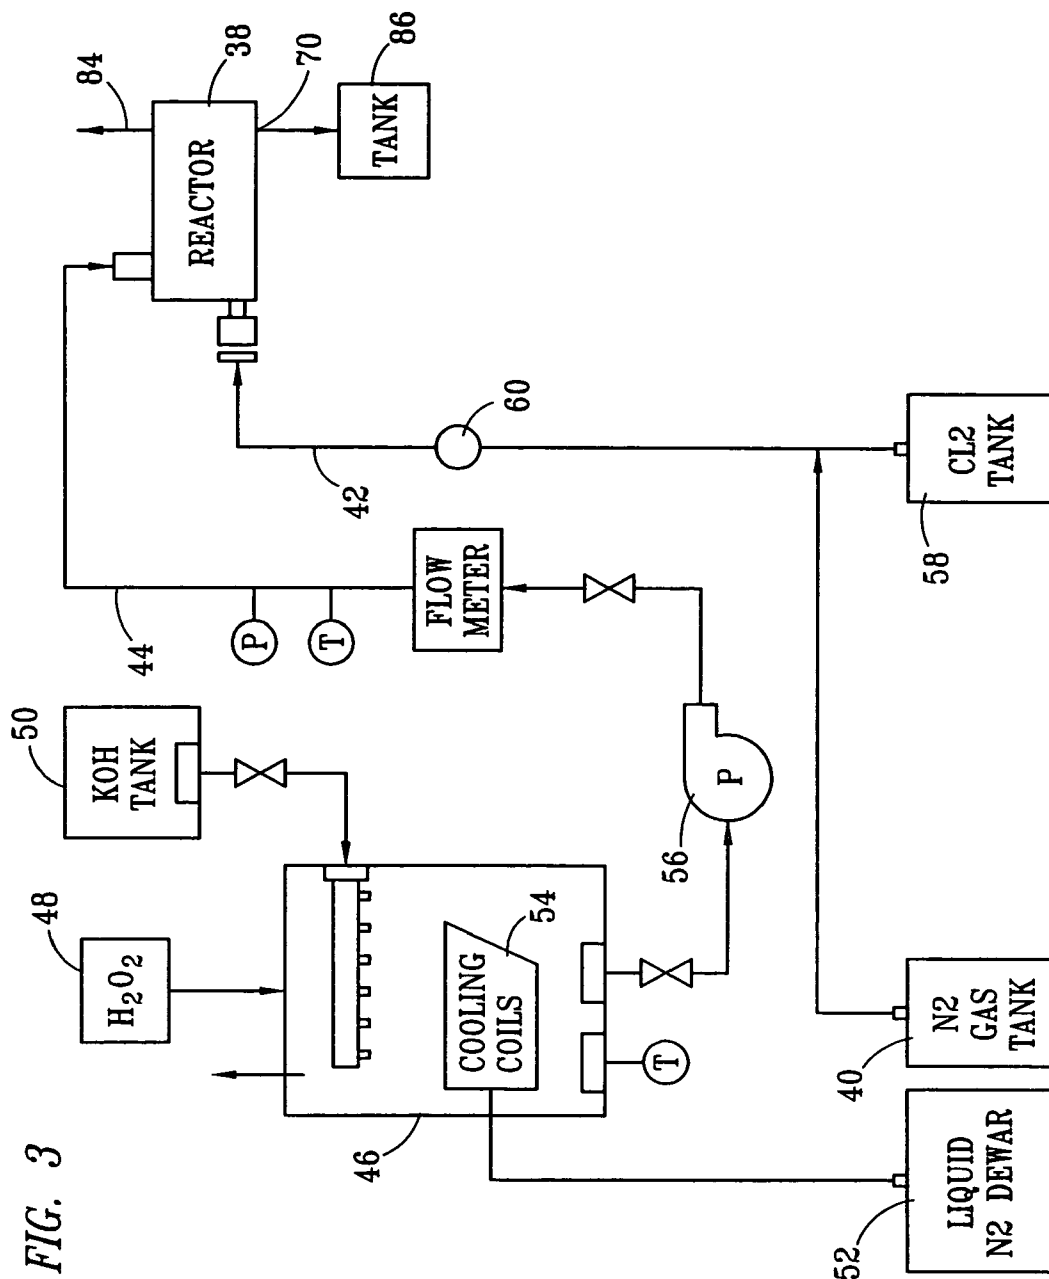 FIG. 3
84
38
70
86
REACTOR
TANK
60
42
CL2
TANK
58
44
P
T
FLOW
METER
50
KOH
TANK
56
P
48
H₂O₂
54
COOLING
COILS
T
46
N2
GAS
TANK
40
LIQUID
N2 DEWAR
52